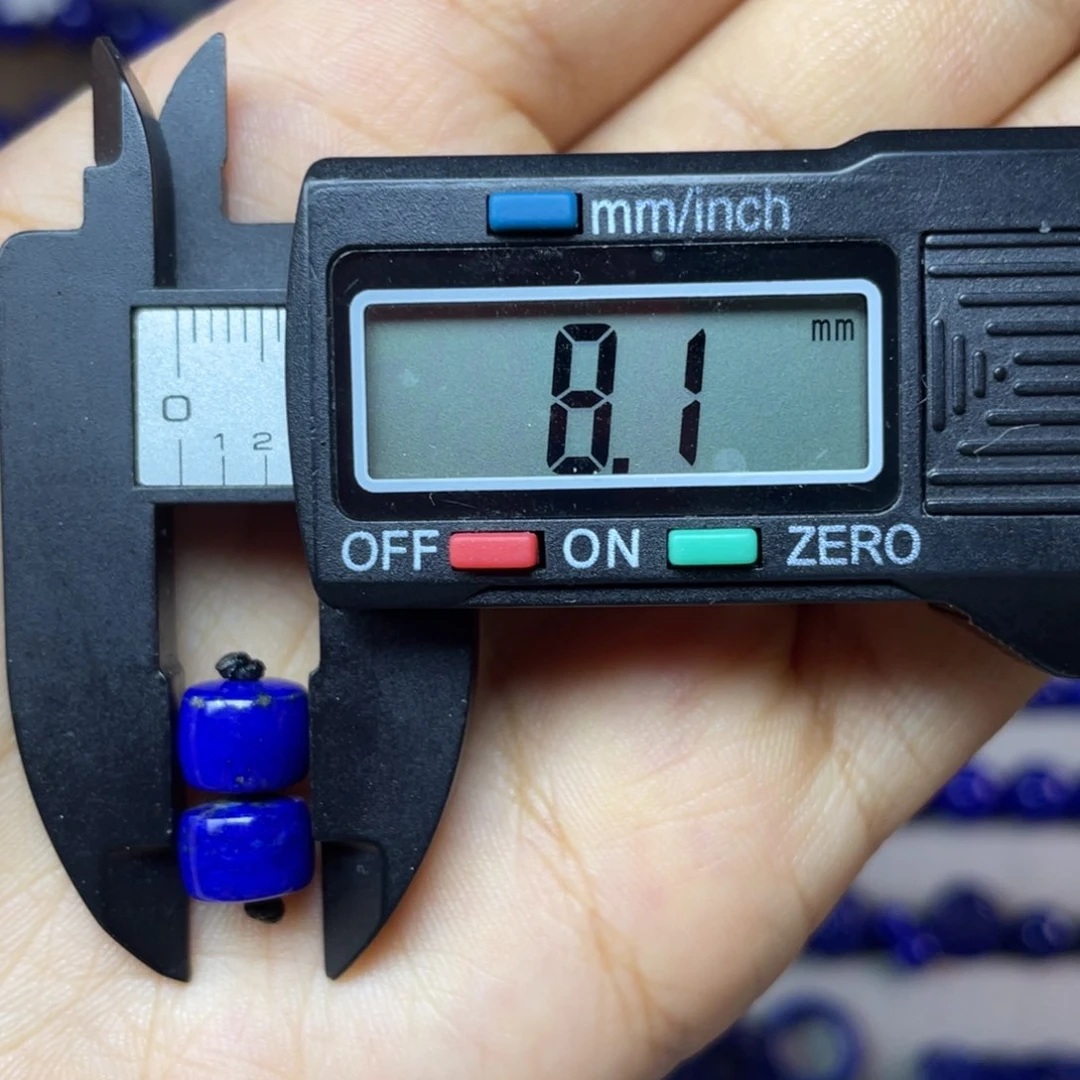 mm/inch
mm
8.1
0
1 2
OFF ON ZERO